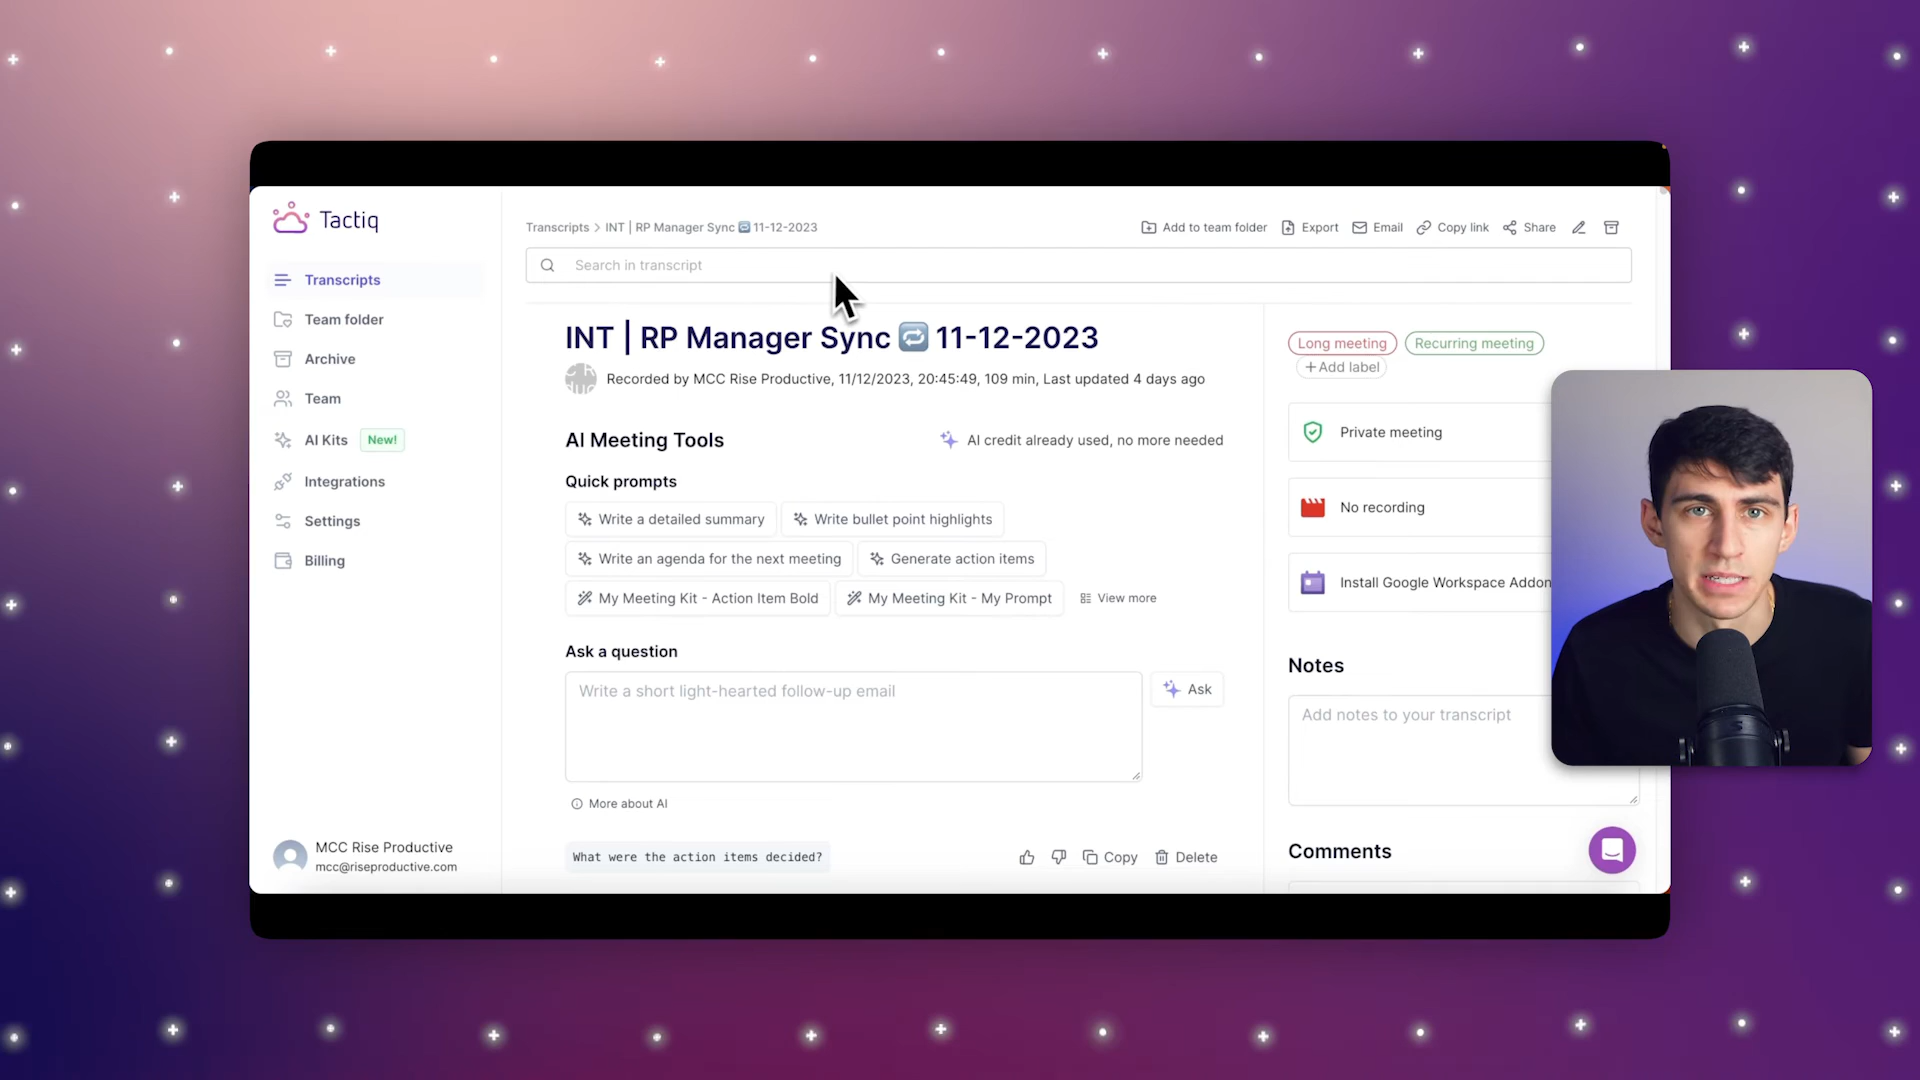 Tactiq
Transcripts
Team folder
Archive
Team
AI Kits New!
Integrations
Settings
Billing
MCC Rise Productive
mcc@riseproductive.com
Transcripts > INT | RP Manager Sync 🔁 11-12-2023
Add to team folder Export Email Copy link Share
Search in transcript
INT | RP Manager Sync 🔁 11-12-2023
Recorded by MCC Rise Productive, 11/12/2023, 20:45:49, 109 min, Last updated 4 days ago
AI Meeting Tools
AI credit already used, no more needed
Quick prompts
Write a detailed summary Write bullet point highlights
Write an agenda for the next meeting Generate action items
My Meeting Kit - Action Item Bold My Meeting Kit - My Prompt View more
Ask a question
Write a short light-hearted follow-up email
Ask
More about AI
What were the action items decided?
Copy Delete
Long meeting Recurring meeting
+ Add label
Private meeting
No recording
Install Google Workspace Addon
Notes
Add notes to your transcript
Comments